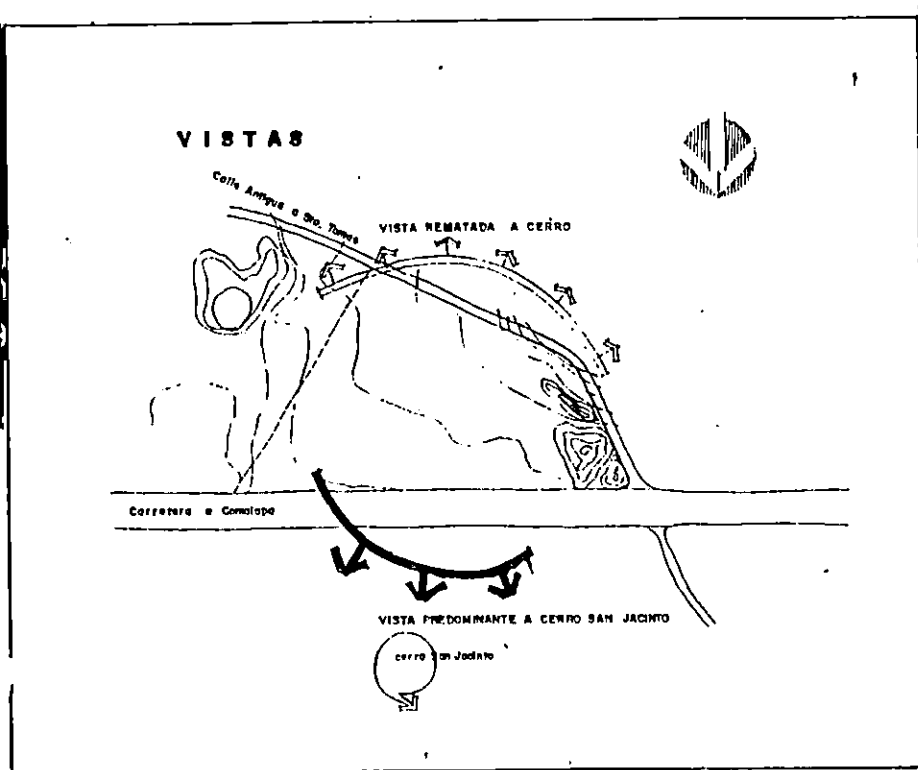 VISTAS
Calle Antigua a Sto. Tomas
VISTA REMATADA A CERRO
Carretera a Comalapa
VISTA PREDOMINANTE A CERRO SAN JACINTO
cerro San Jacinto